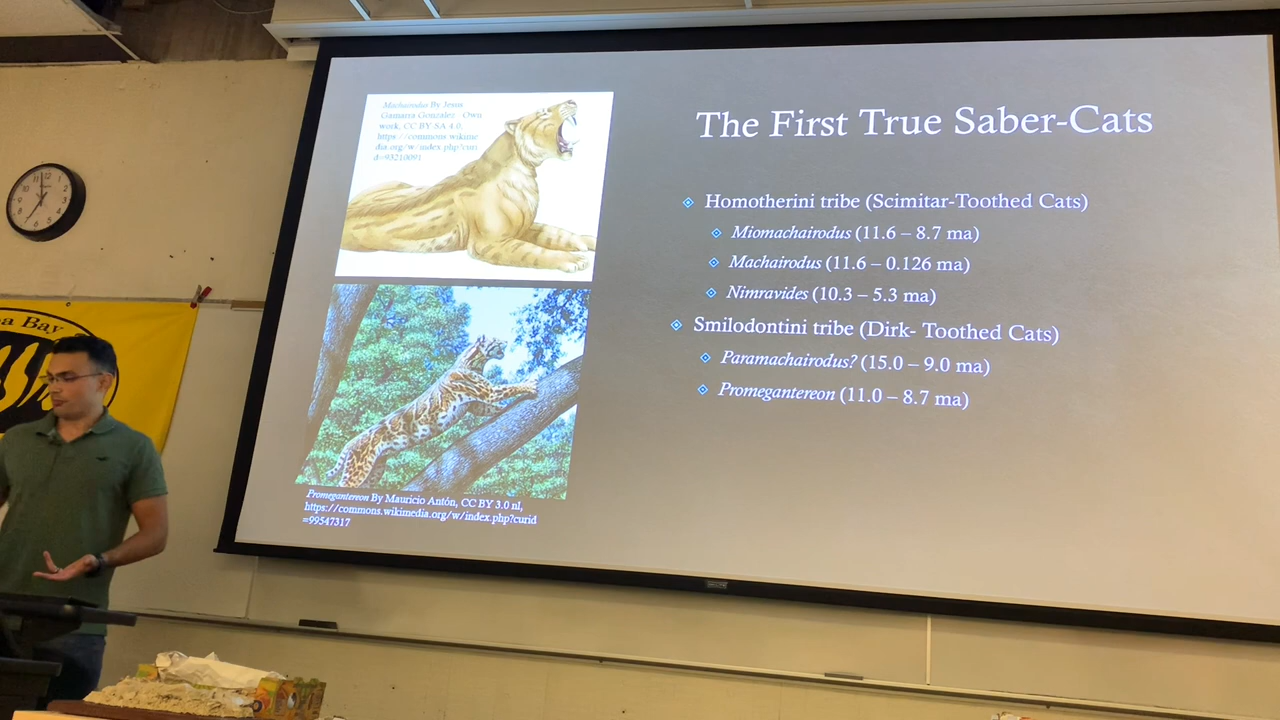 Machairodus By Jesus
Gamarra González - Own
work, CC BY-SA 4.0,
https://commons.wikime
dia.org/w/index.php?curi
d=93210091
The First True Saber-Cats
Homotherini tribe (Scimitar-Toothed Cats)
Miomachairodus (11.6 – 8.7 ma)
Machairodus (11.6 – 0.126 ma)
Nimravides (10.3 – 5.3 ma)
Smilodontini tribe (Dirk- Toothed Cats)
Paramachairodus? (15.0 – 9.0 ma)
Promegantereon (11.0 – 8.7 ma)
Promegantereon By Mauricio Antón, CC BY 3.0 nl,
https://commons.wikimedia.org/w/index.php?curid
=99547317
Bay